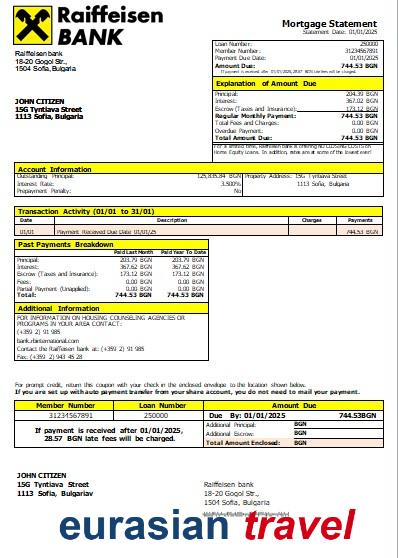 Raiffeisen
BANK
Mortgage Statement
Statement Date: 01/01/2025
Raiffeisen bank
18-20 Gogol Str.,
1504 Sofia,Bulgaria
Loan Number: 250000
Member Number: 31234567891
Payment Due Date: 01/01/2025
Amount Due: 744.53 BGN
If payment is received after 01/01/2025, 28.57 BGN late fees will be charged.
Explanation of Amount Due
Principal: 204.39 BGN
Interest: 367.02 BGN
Escrow (Taxes and Insurance): 173.12 BGN
Regular Monthly Payment: 744.53 BGN
Total Fees and Charges: 0.00 BGN
Overdue Payment: 0.00 BGN
Total Amount Due: 744.53 BGN
For a limited time, Raiffeisen bank is offering NO CLOSING COSTS on
Home Equity Loans. In addition, rates are at some of the lowest ever!
JOHN CITIZEN
15G Tyntiava Street
1113 Sofia, Bulgaria
Account Information
Outstanding Principal: 125,835.84 BGN
Interest Rate: 3.500%
Prepayment Penalty: No
Property Address: 15G Tyntiava Street
1113 Sofia, Bulgaria
Transaction Activity (01/01 to 31/01)
Date Description Charges Payments
01/01 Payment Received Due Date 01/01/25 744.53 BGN
Past Payments Breakdown
Paid Last Month Paid Year To Date
Principal: 203.79 BGN 203.79 BGN
Interest: 367.62 BGN 367.62 BGN
Escrow (Taxes and Insurance): 173.12 BGN 173.12 BGN
Fees: 0.00 BGN 0.00 BGN
Partial Payment (Unapplied): 0.00 BGN 0.00 BGN
Total: 744.53 BGN 744.53 BGN
Additional Information
FOR INFORMATION ON HOUSING COUNSELING AGENCIES OR
PROGRAMS IN YOUR AREA CONTACT:
(+359 2) 91 985
bank.rbinternational.com
Contact the Raiffeisen bank at: (+359 2) 91 985
Fax: (+359 2) 943 45 28
For prompt credit, return this coupon with your check in the enclosed envelope to the location shown below.
If you are set up with auto payment transfer from your share account, you do not need to mail your payment.
Member Number Loan Number Amount Due
31234567891 250000
Due By: 01/01/2025 744.53BGN
If payment is received after 01/01/2025,
28.57 BGN late fees will be charged.
Additional Principal: BGN
Additional Escrow: BGN
Total Amount Enclosed: BGN
JOHN CITIZEN
15G Tyntiava Street
1113 Sofia, Bulgariav
Raiffeisen bank
18-20 Gogol Str.,
1504 Sofia, Bulgaria
eurasian travel